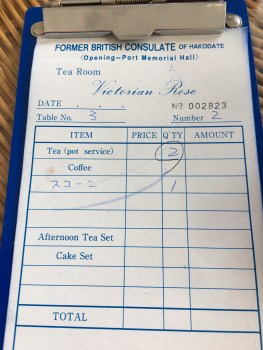 FORMER BRITISH CONSULATE OF HAKODATE
(Opening-Port Memorial Hall)
Tea Room
Victorian Rose
DATE . . . № 002823
Table No. 3 Number 2
ITEM PRICE Q'TY AMOUNT
Tea (pot service) 2
Coffee
スコーン 1
Afternoon Tea Set
Cake Set
TOTAL